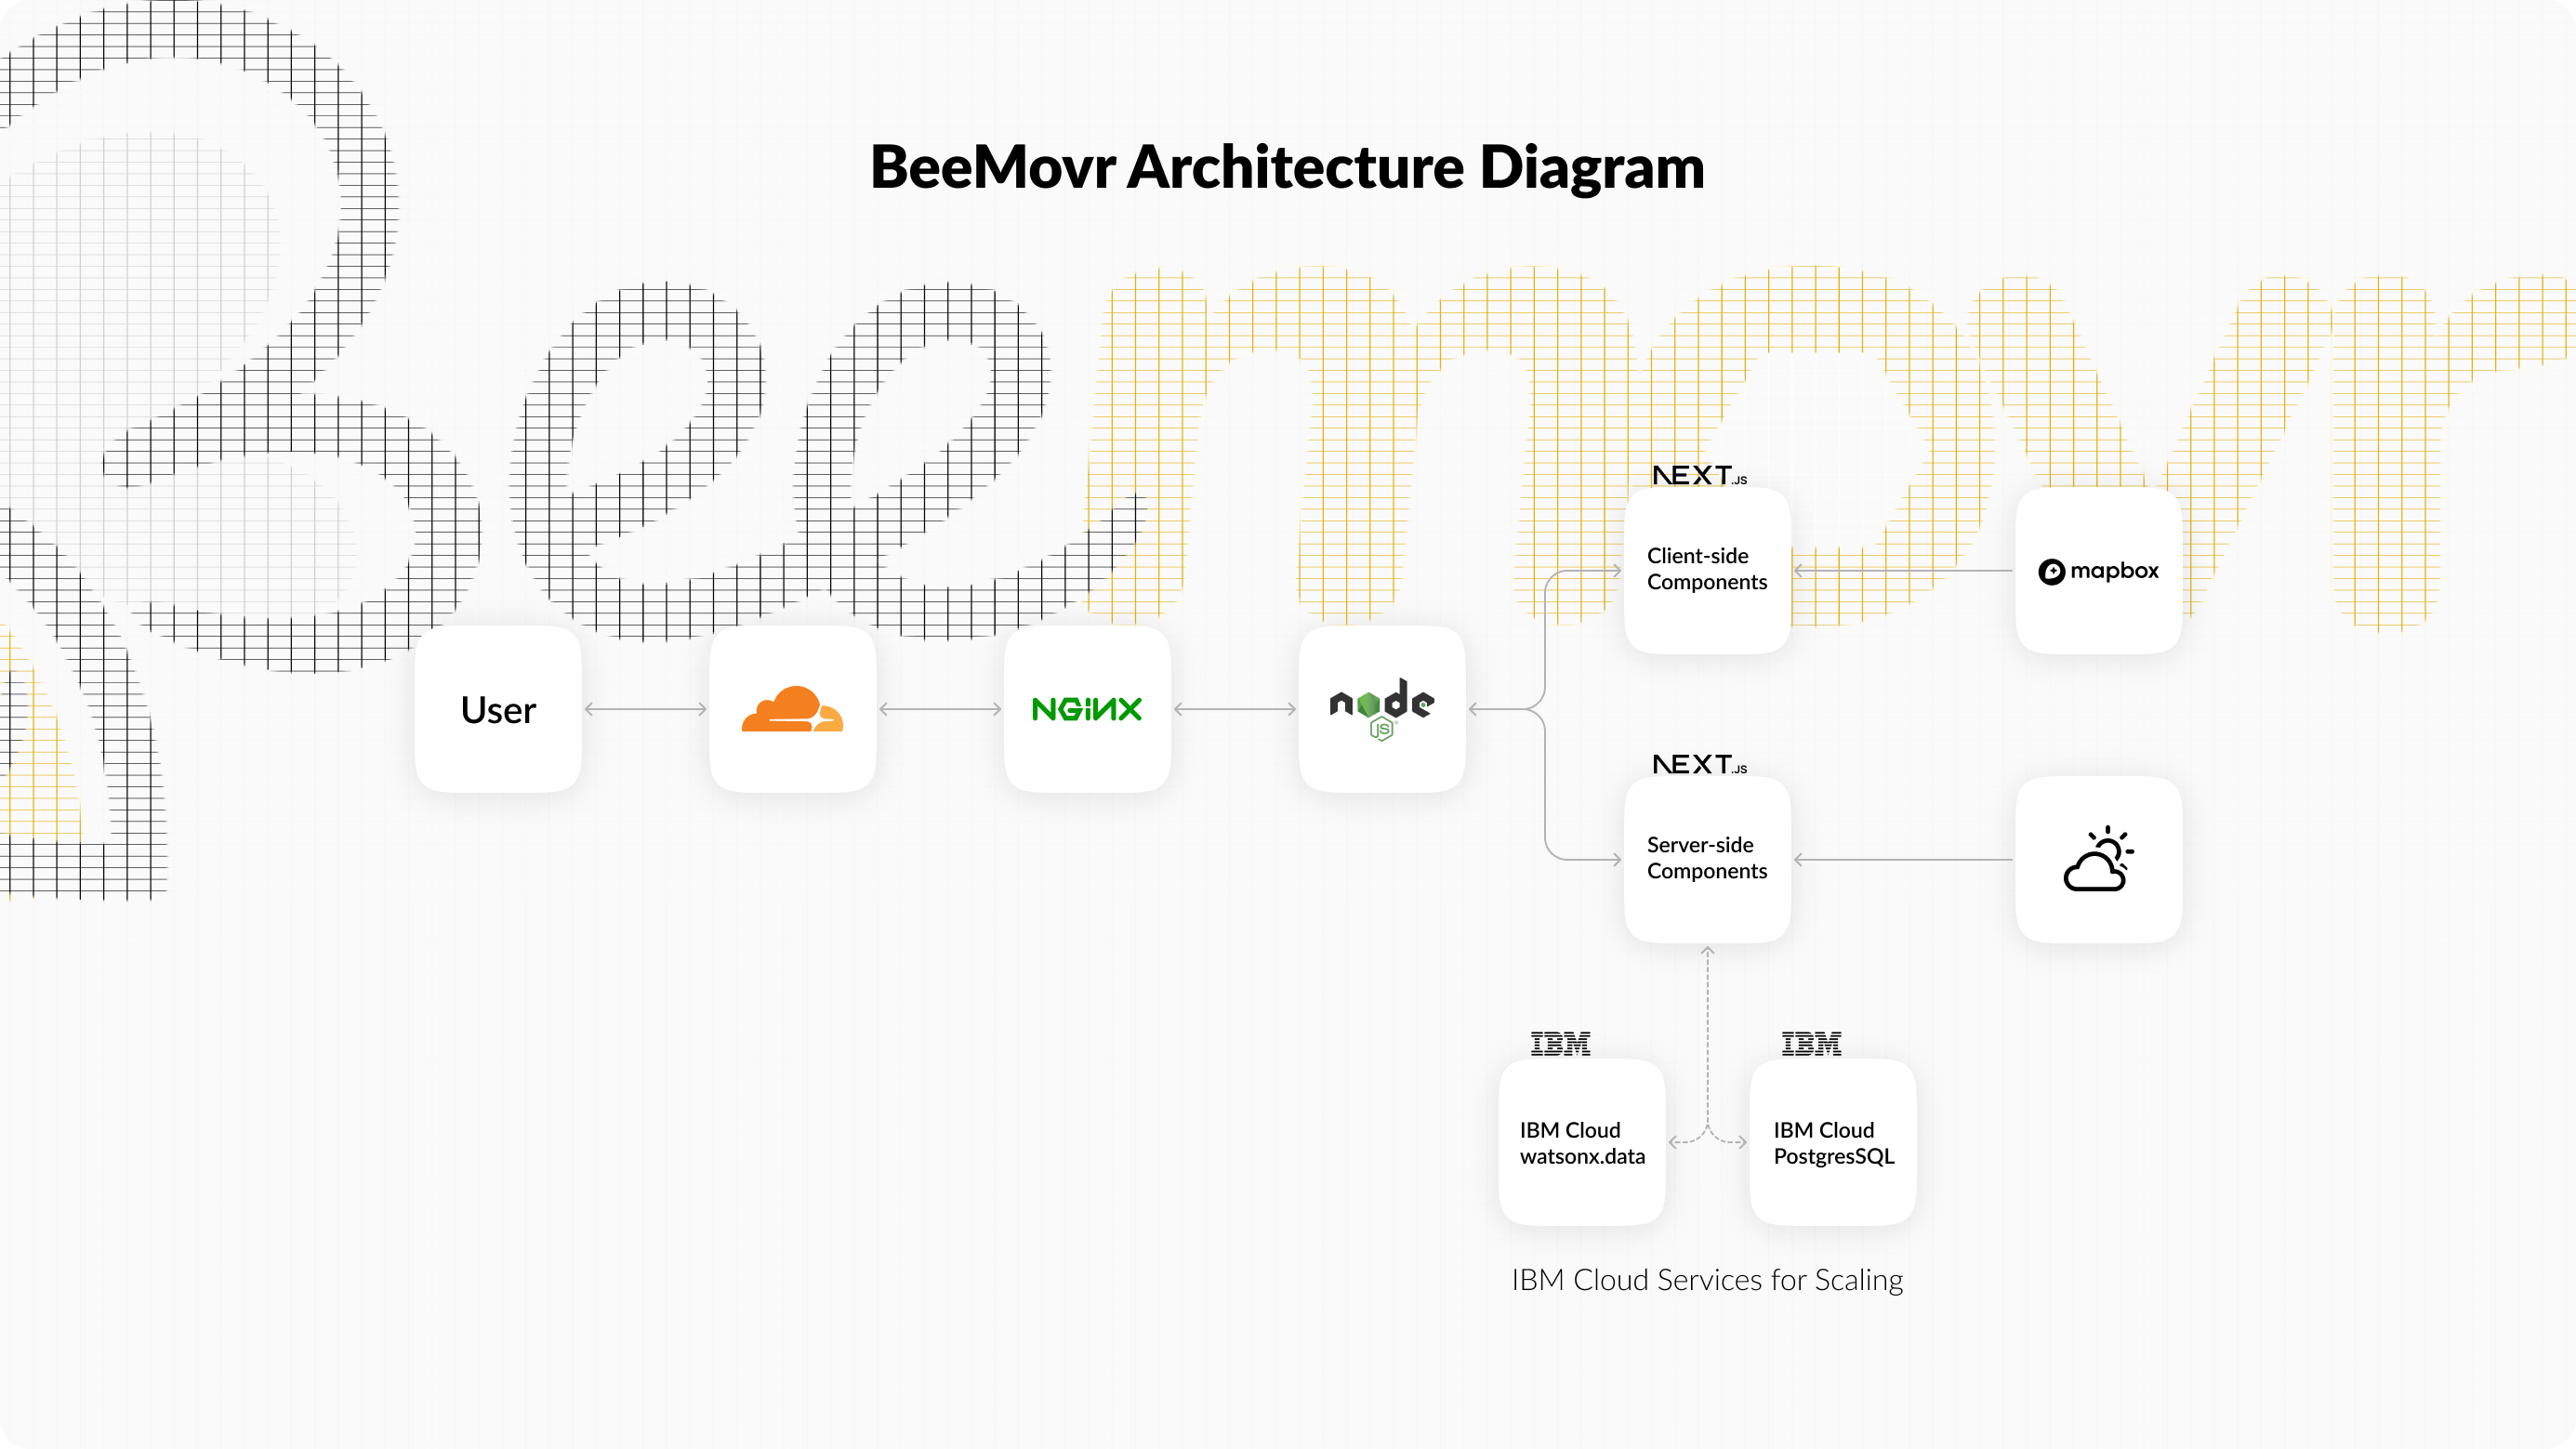 BeeMovr Architecture Diagram
Beemovr
User
NGINX
node
JS
NEXT.JS
Client-side
Components
mapbox
NEXT.JS
Server-side
Components
IBM
IBM Cloud
watsonx.data
IBM
IBM Cloud
PostgresSQL
IBM Cloud Services for Scaling